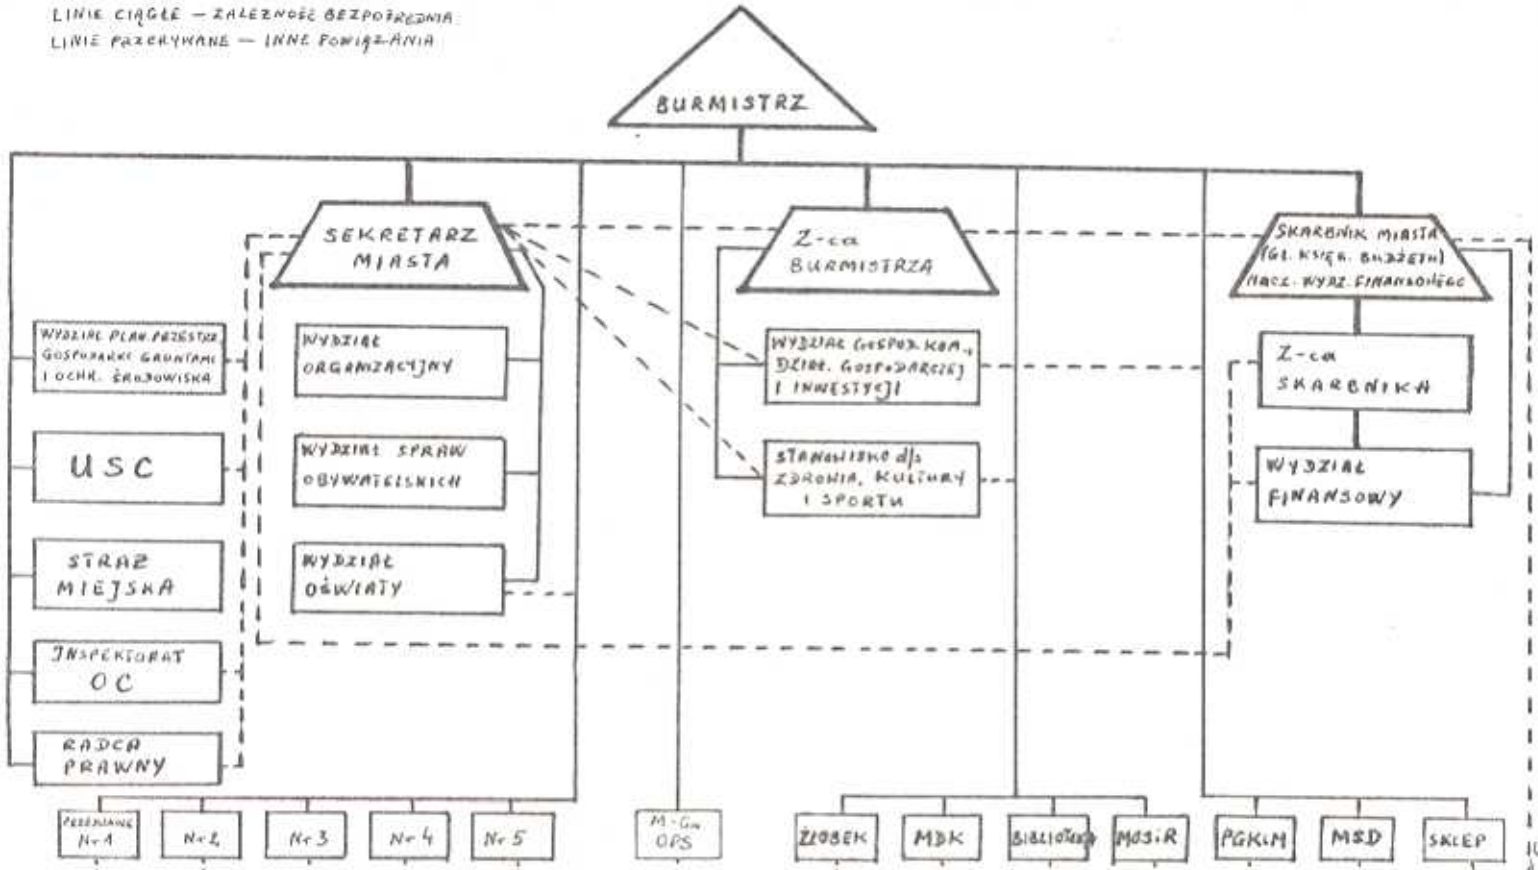 LINIE CIĄGŁE — ZALEŻNOŚĆ BEZPOŚREDNIA
LINIE PRZERYWANE — INNE POWIĄZANIA
BURMISTRZ
SEKRETARZ
MIASTA
Z-ca
BURMISTRZA
SKARBNIK MIASTA
(GŁ. KSIĘG. BUDŻETU)
NACZ. WYDZ. FINANSOWEGO
WYDZIAŁ PLAN. PRZESTRZ.
GOSPODARKI GRUNTAMI
I OCHR. ŚRODOWISKA
USC
STRAŻ
MIEJSKA
INSPEKTORAT
OC
RADCA
PRAWNY
WYDZIAŁ
ORGANIZACYJNY
WYDZIAŁ SPRAW
OBYWATELSKICH
WYDZIAŁ
OŚWIATY
WYDZIAŁ GOSPOD. KOM.,
DZIAŁ. GOSPODARCZEJ
I INWESTYCJI
STANOWISKO d/s
ZDROWIA, KULTURY
I SPORTU
Z-ca
SKARBNIKA
WYDZIAŁ
FINANSOWY
Nr 1
Nr 2
Nr 3
Nr 4
Nr 5
M-Gm
OPS
ŻŁOBEK
MDK
BIBLIOTEKA
MOSiR
PGKiM
MSD
SKLEP